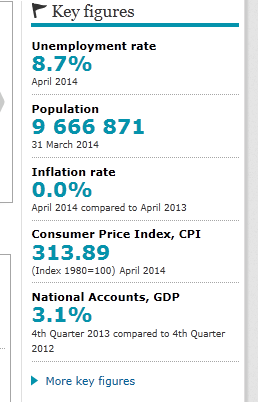 Key figures
Unemployment rate
8.7%
April 2014
Population
9 666 871
31 March 2014
Inflation rate
0.0%
April 2014 compared to April 2013
Consumer Price Index, CPI
313.89
(Index 1980=100) April 2014
National Accounts, GDP
3.1%
4th Quarter 2013 compared to 4th Quarter
2012
More key figures